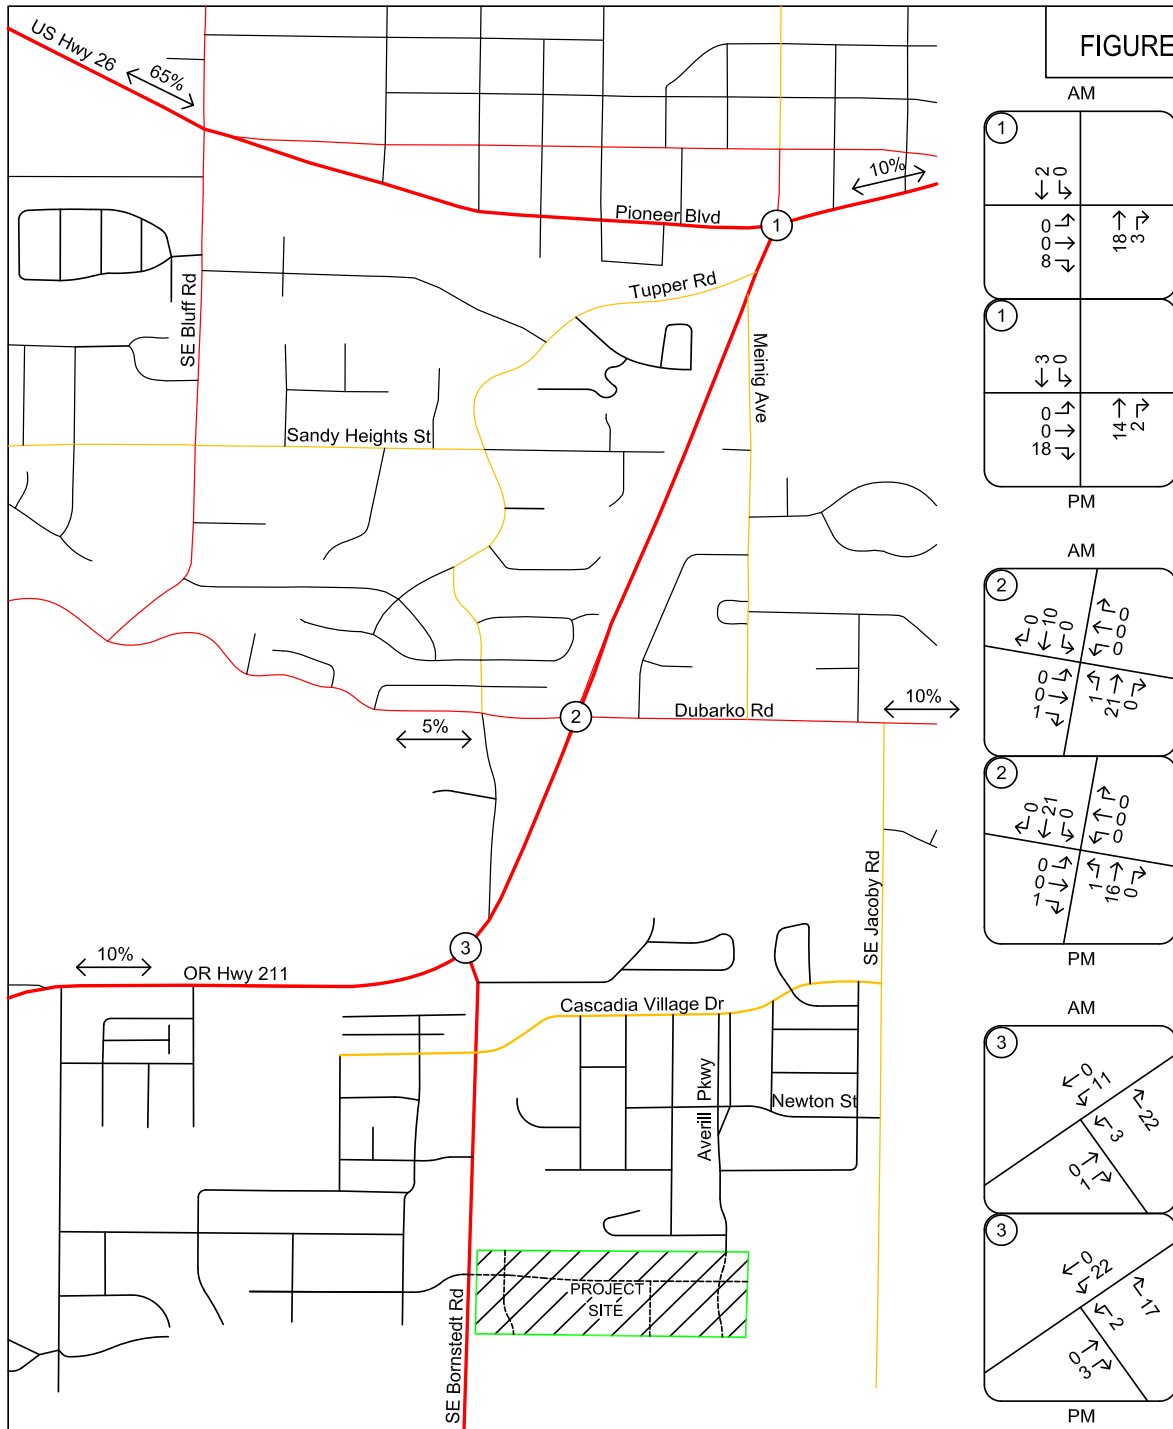 FIGURE
US Hwy 26
65%
10%
Pioneer Blvd
1
Tupper Rd
SE Bluff Rd
Meinig Ave
Sandy Heights St
2
Dubarko Rd
10%
5%
SE Jacoby Rd
3
10%
OR Hwy 211
Cascadia Village Dr
Averill Pkwy
Newton St
PROJECT
SITE
SE Bornstedt Rd
AM
1
2 0
0
0
8
18 3
1
3 0
0
0
18
14 2
PM
AM
2
0 10 0
0
0
0
0
0
1
1 21 0
2
0 21 0
0
0
0
0
0
1
1 16 0
PM
AM
3
0
11
22
3
0
1
3
0
22
17
2
0
3
PM